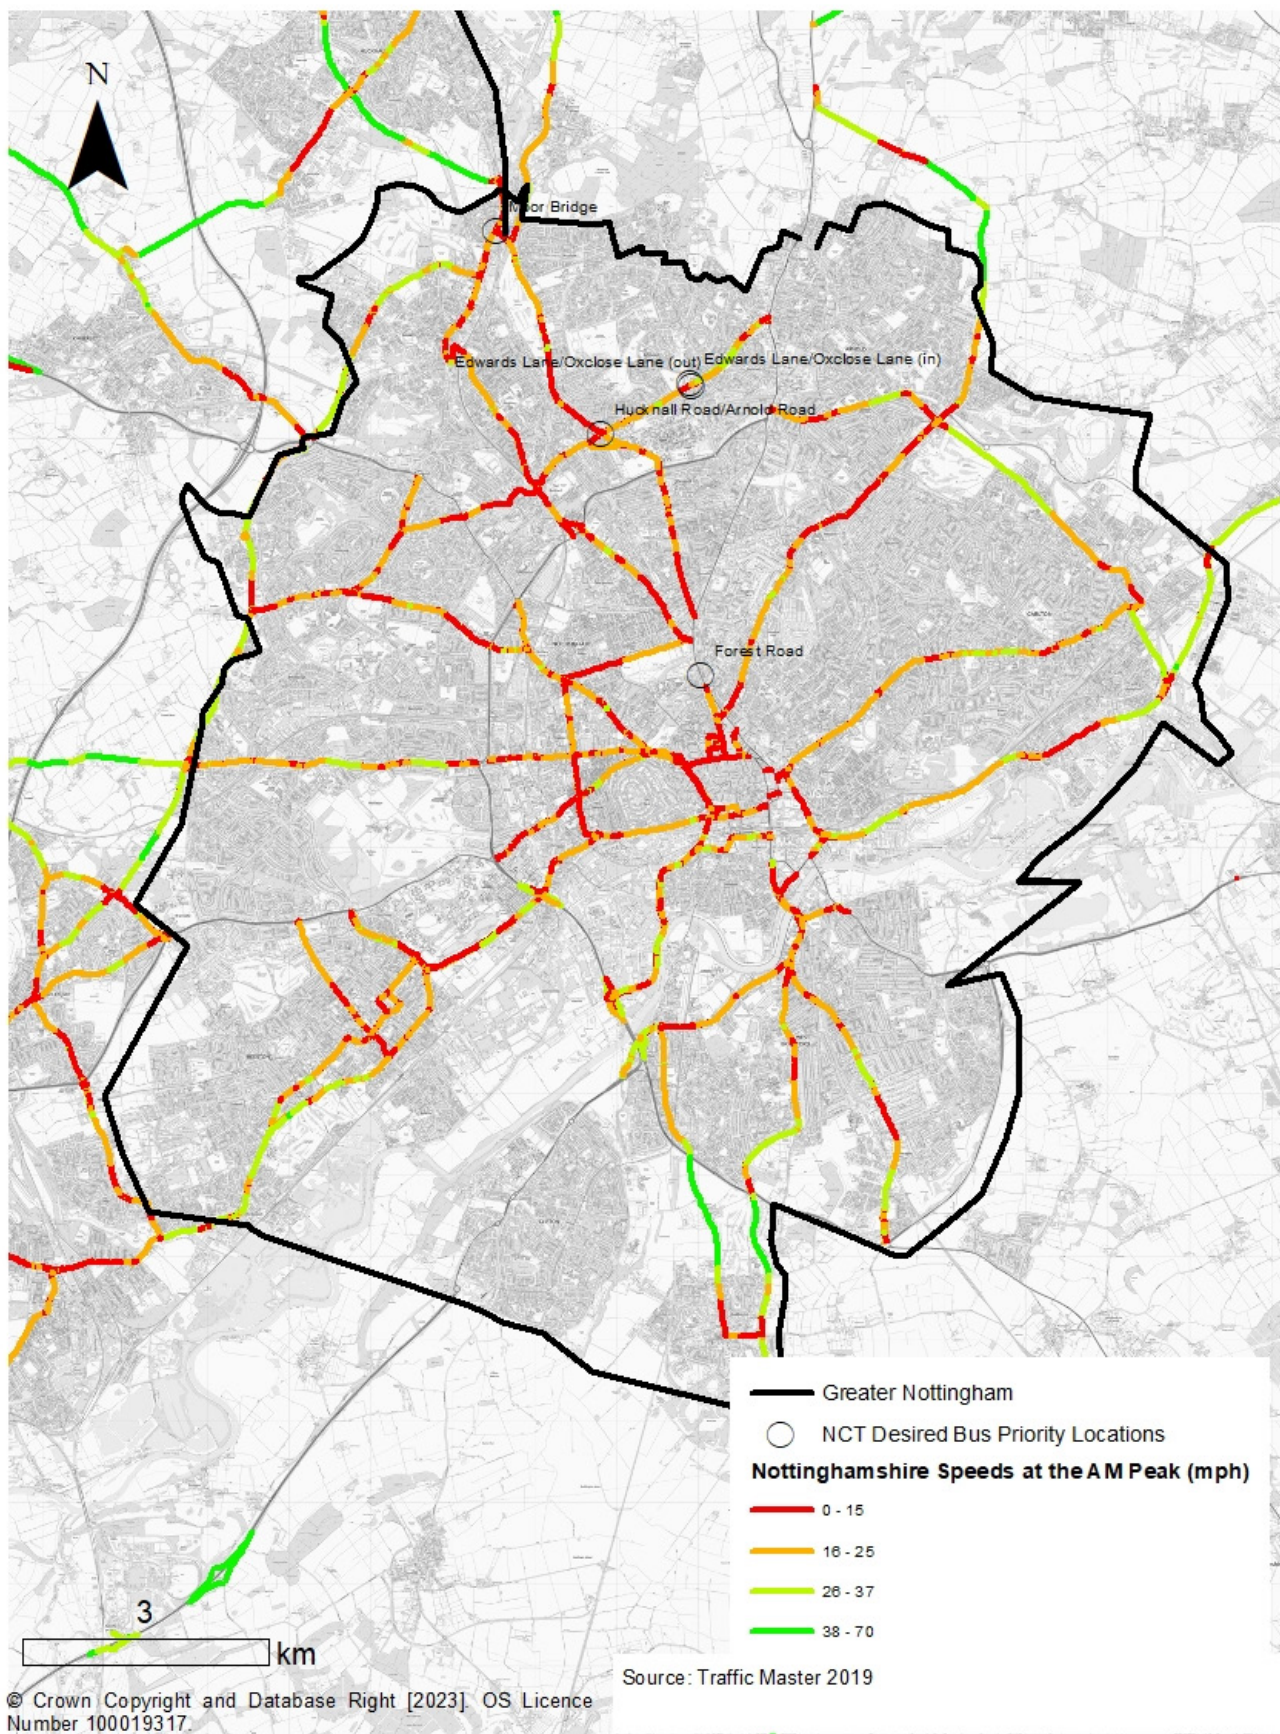 N
Moor Bridge
Edwards Lane/Oxclose Lane (out)
Edwards Lane/Oxclose Lane (in)
Hucknall Road/Arnold Road
Forest Road
CARLTON
Greater Nottingham
NCT Desired Bus Priority Locations
Nottinghamshire Speeds at the AM Peak (mph)
0 - 15
16 - 25
26 - 37
38 - 70
3
km
Source: Traffic Master 2019
© Crown Copyright and Database Right [2023]. OS Licence
Number 100019317.